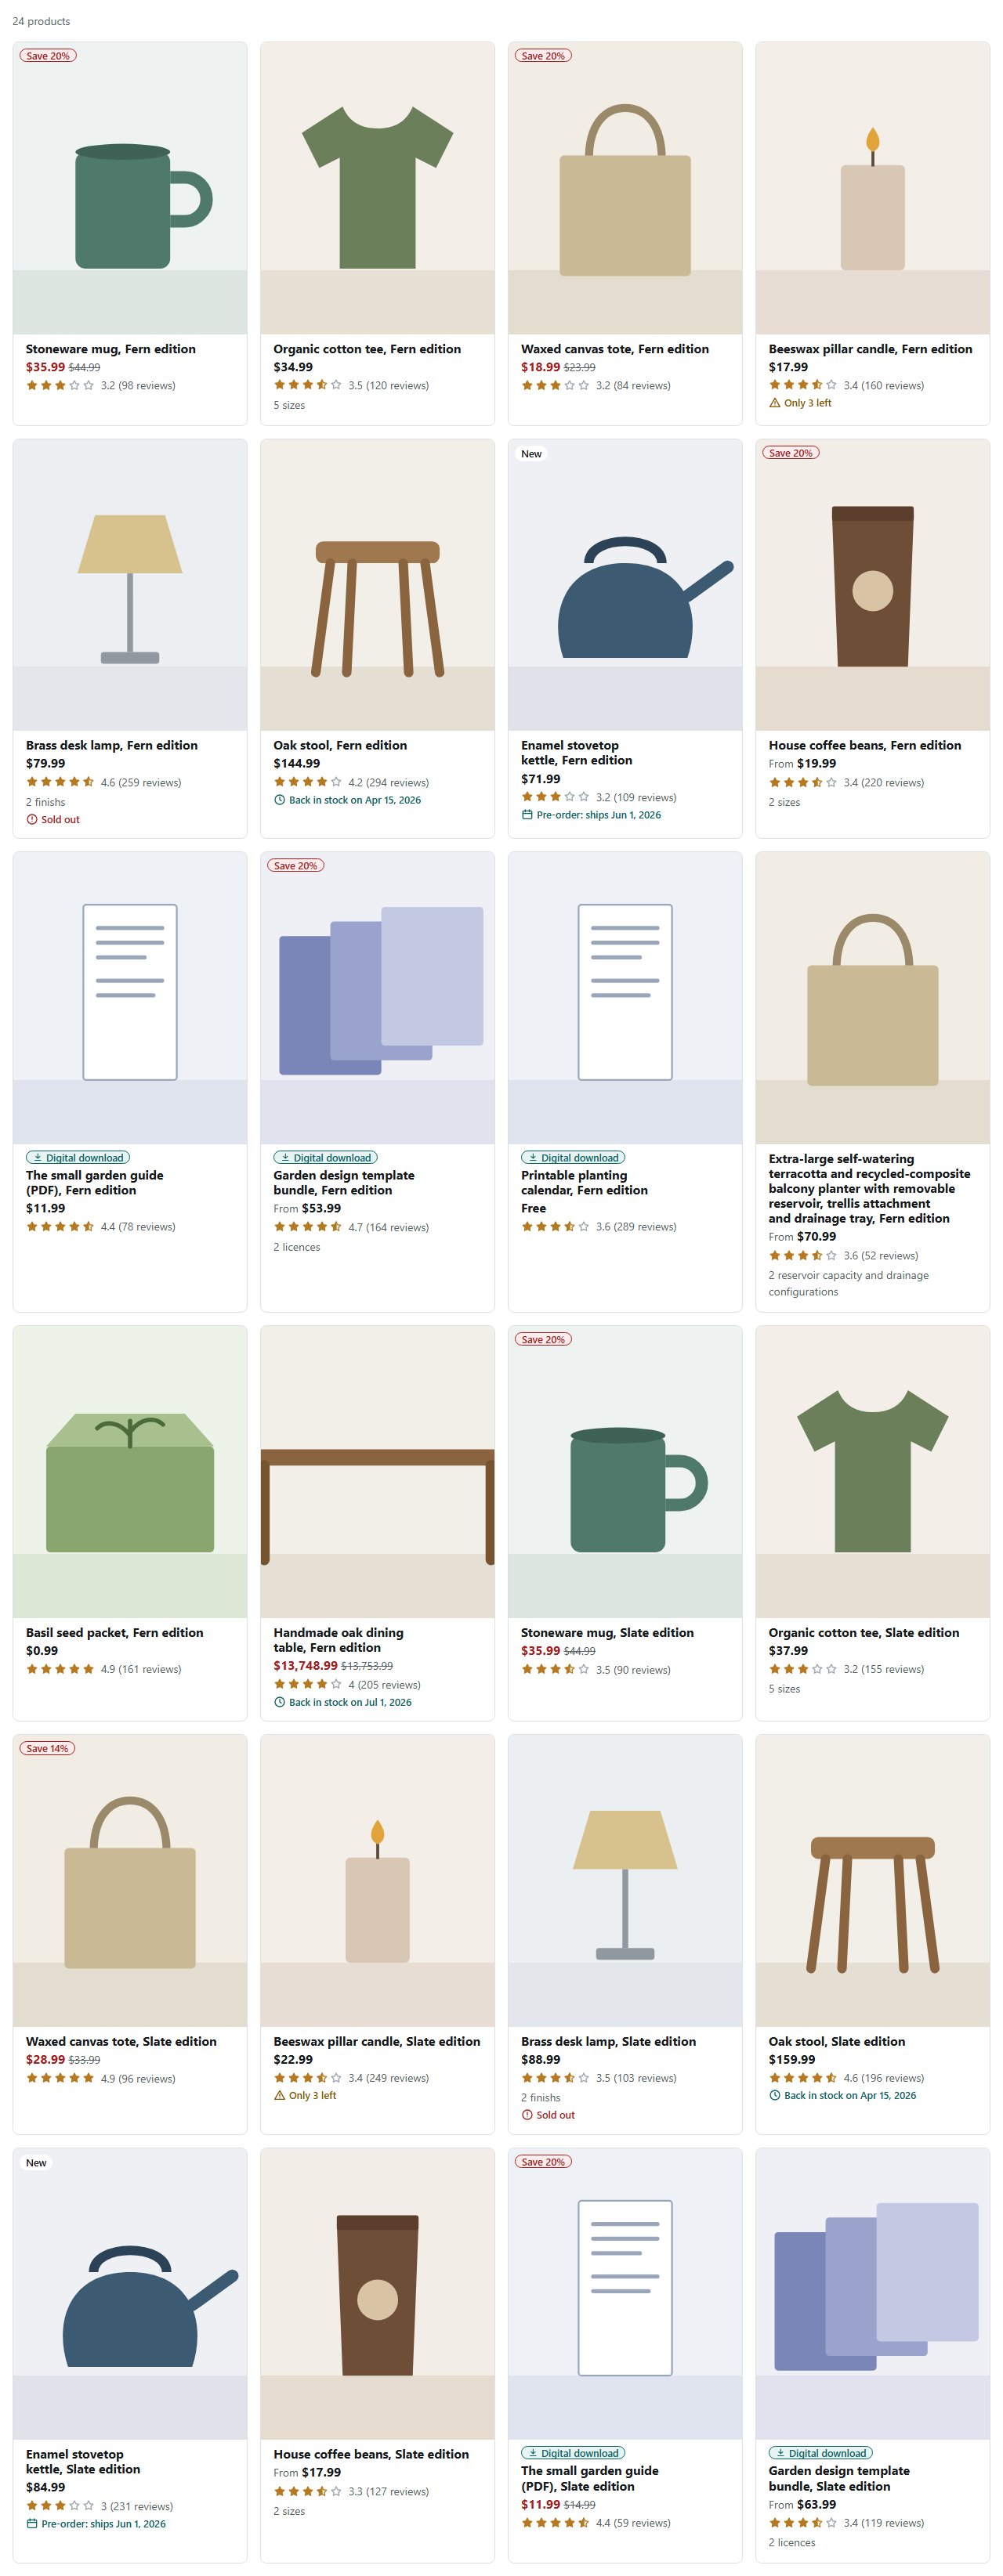 24 products
Save 20%
Stoneware mug, Fern edition
$35.99 $44.99
3.2 (98 reviews)
Organic cotton tee, Fern edition
$34.99
3.5 (120 reviews)
5 sizes
Save 20%
Waxed canvas tote, Fern edition
$18.99 $23.99
3.2 (84 reviews)
Beeswax pillar candle, Fern edition
$17.99
3.4 (160 reviews)
Only 3 left
Brass desk lamp, Fern edition
$79.99
4.6 (259 reviews)
2 finishs
Sold out
Oak stool, Fern edition
$144.99
4.2 (294 reviews)
Back in stock on Apr 15, 2026
New
Enamel stovetop
kettle, Fern edition
$71.99
3.2 (109 reviews)
Pre-order: ships Jun 1, 2026
Save 20%
House coffee beans, Fern edition
From $19.99
3.4 (220 reviews)
2 sizes
Digital download
The small garden guide
(PDF), Fern edition
$11.99
4.4 (78 reviews)
Save 20%
Digital download
Garden design template
bundle, Fern edition
From $53.99
4.7 (164 reviews)
2 licences
Digital download
Printable planting
calendar, Fern edition
Free
3.6 (289 reviews)
Extra-large self-watering
terracotta and recycled-composite
balcony planter with removable
reservoir, trellis attachment
and drainage tray, Fern edition
From $70.99
3.6 (52 reviews)
2 reservoir capacity and drainage
configurations
Basil seed packet, Fern edition
$0.99
4.9 (161 reviews)
Handmade oak dining
table, Fern edition
$13,748.99 $13,753.99
4 (205 reviews)
Back in stock on Jul 1, 2026
Save 20%
Stoneware mug, Slate edition
$35.99 $44.99
3.5 (90 reviews)
Organic cotton tee, Slate edition
$37.99
3.2 (155 reviews)
5 sizes
Save 14%
Waxed canvas tote, Slate edition
$28.99 $33.99
4.9 (96 reviews)
Beeswax pillar candle, Slate edition
$22.99
3.4 (249 reviews)
Only 3 left
Brass desk lamp, Slate edition
$88.99
3.5 (103 reviews)
2 finishs
Sold out
Oak stool, Slate edition
$159.99
4.6 (196 reviews)
Back in stock on Apr 15, 2026
New
Enamel stovetop
kettle, Slate edition
$84.99
3 (231 reviews)
Pre-order: ships Jun 1, 2026
House coffee beans, Slate edition
From $17.99
3.3 (127 reviews)
2 sizes
Save 20%
Digital download
The small garden guide
(PDF), Slate edition
$11.99 $14.99
4.4 (59 reviews)
Digital download
Garden design template
bundle, Slate edition
From $63.99
3.4 (119 reviews)
2 licences